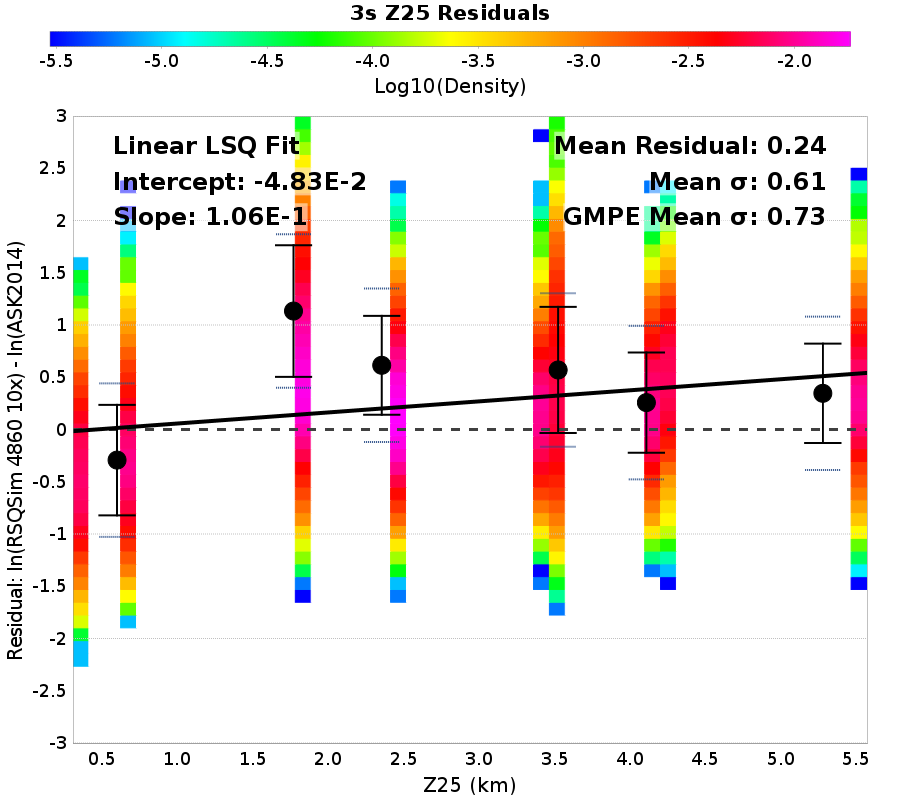 3s Z25 Residuals
-5.5 -5.0 -4.5 -4.0 -3.5 -3.0 -2.5 -2.0
Log10(Density)
Linear LSQ Fit
Intercept: -4.83E-2
Slope: 1.06E-1
Mean Residual: 0.24
Mean σ: 0.61
GMPE Mean σ: 0.73
Residual: ln(RSQSim 4860 10x) - ln(ASK2014)
3
2.5
2
1.5
1
0.5
0
-0.5
-1
-1.5
-2
-2.5
-3
0.5 1.0 1.5 2.0 2.5 3.0 3.5 4.0 4.5 5.0 5.5
Z25 (km)